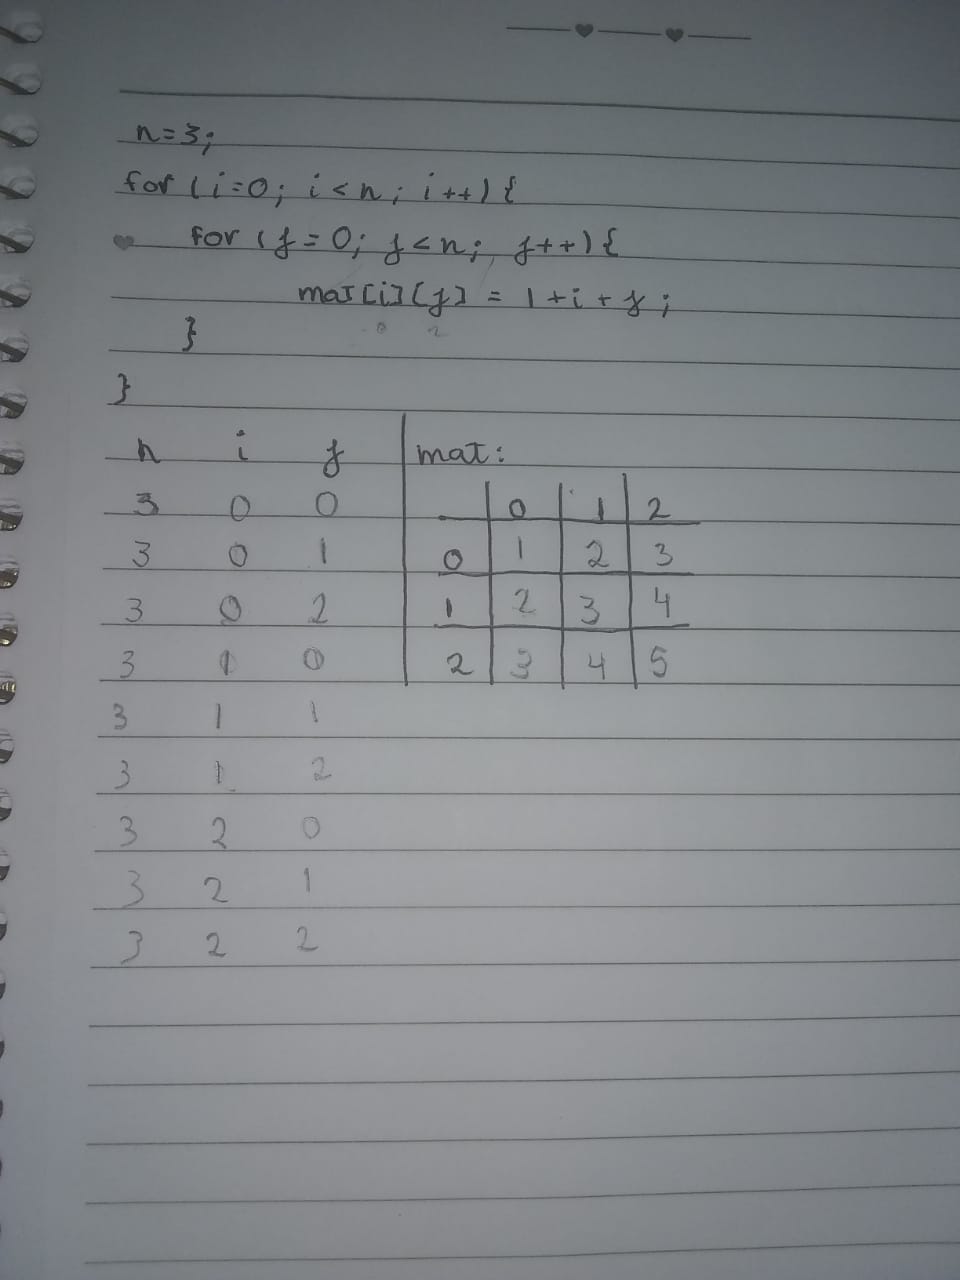 n=3;
for (i=0; i<n; i++){
for (j=0; j<n; j++){
mat[i][j] = 1+i+j;
0 2
}
}
n i j
3 0 0
3 0 1
3 0 2
3 1 0
3 1 1
3 1 2
3 2 0
3 2 1
3 2 2
mat:
0 1 2
0 1 2 3
1 2 3 4
2 3 4 5